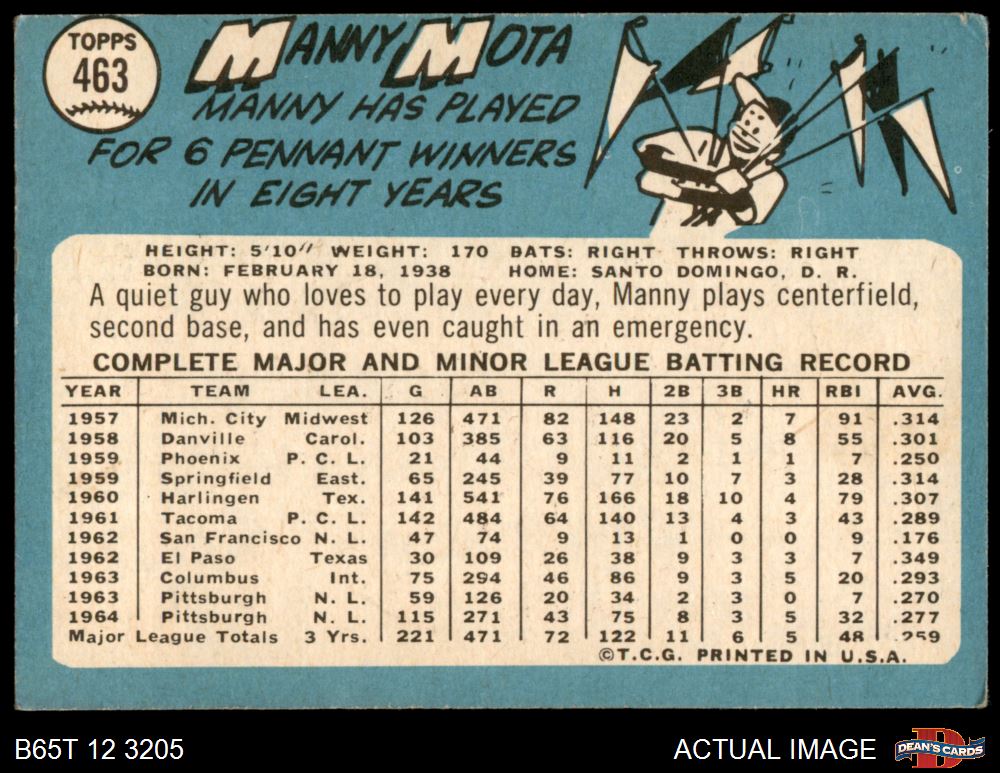 TOPPS
463
MANNY MOTA
MANNY HAS PLAYED
FOR 6 PENNANT WINNERS
IN EIGHT YEARS
HEIGHT: 5'10" WEIGHT: 170 BATS: RIGHT THROWS: RIGHT
BORN: FEBRUARY 18, 1938 HOME: SANTO DOMINGO, D. R.
A quiet guy who loves to play every day, Manny plays centerfield,
second base, and has even caught in an emergency.
COMPLETE MAJOR AND MINOR LEAGUE BATTING RECORD
YEAR TEAM LEA. G AB R H 2B 3B HR RBI AVG.
1957 Mich. City Midwest 126 471 82 148 23 2 7 91 .314
1958 Danville Carol. 103 385 63 116 20 5 8 55 .301
1959 Phoenix P. C. L. 21 44 9 11 2 1 1 7 .250
1959 Springfield East. 65 245 39 77 10 7 3 28 .314
1960 Harlingen Tex. 141 541 76 166 18 10 4 79 .307
1961 Tacoma P. C. L. 142 484 64 140 13 4 3 43 .289
1962 San Francisco N. L. 47 74 9 13 1 0 0 9 .176
1962 El Paso Texas 30 109 26 38 9 3 3 7 .349
1963 Columbus Int. 75 294 46 86 9 3 5 20 .293
1963 Pittsburgh N. L. 59 126 20 34 2 3 0 7 .270
1964 Pittsburgh N. L. 115 271 43 75 8 3 5 32 .277
Major League Totals 3 Yrs. 221 471 72 122 11 6 5 48 .259
©T.C.G. PRINTED IN U.S.A.
B65T 12 3205
ACTUAL IMAGE
DEAN'S CARDS